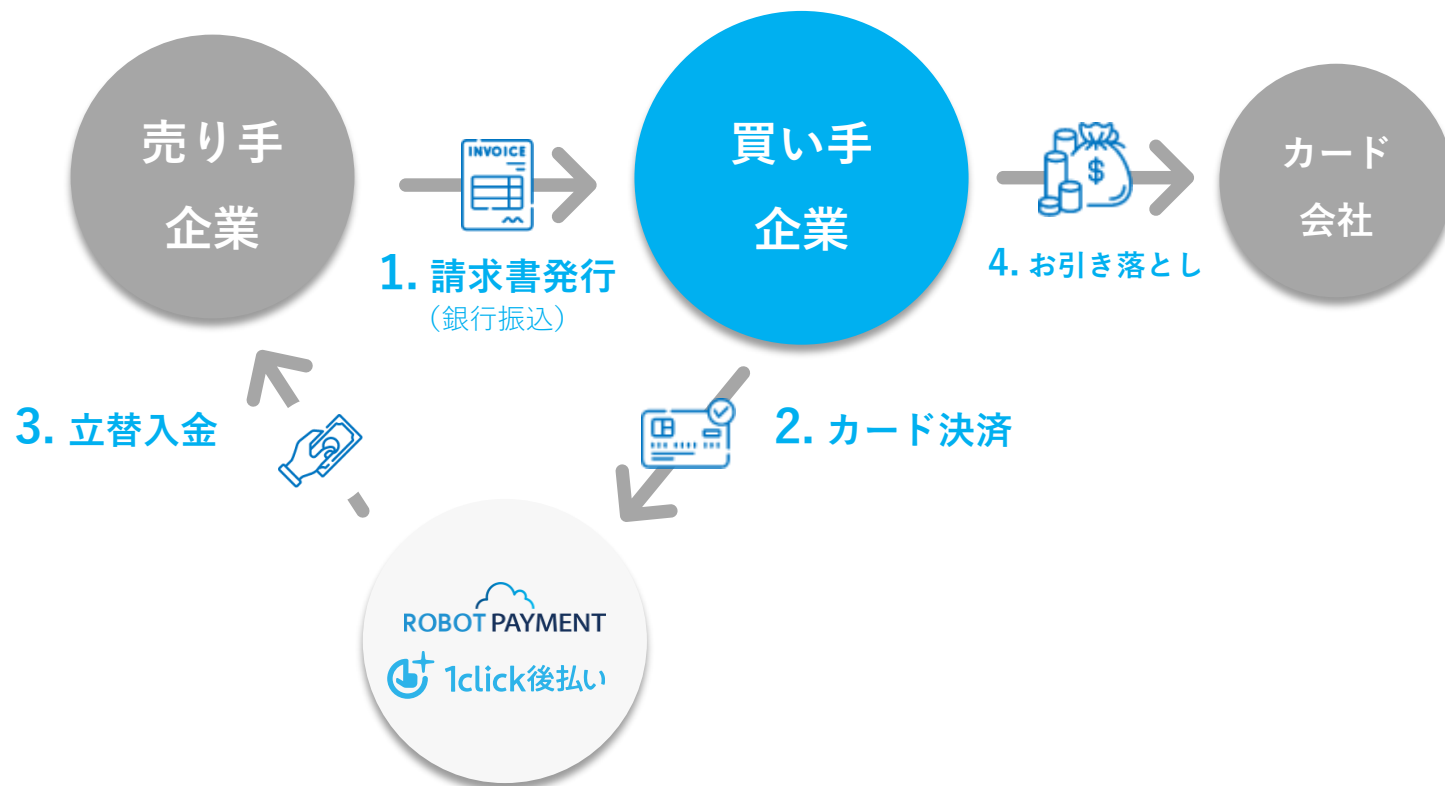 売り手
企業
INVOICE
1. 請求書発行
（銀行振込）
買い手
企業
$
4. お引き落とし
カード
会社
3. 立替入金
2. カード決済
ROBOT PAYMENT
1click後払い